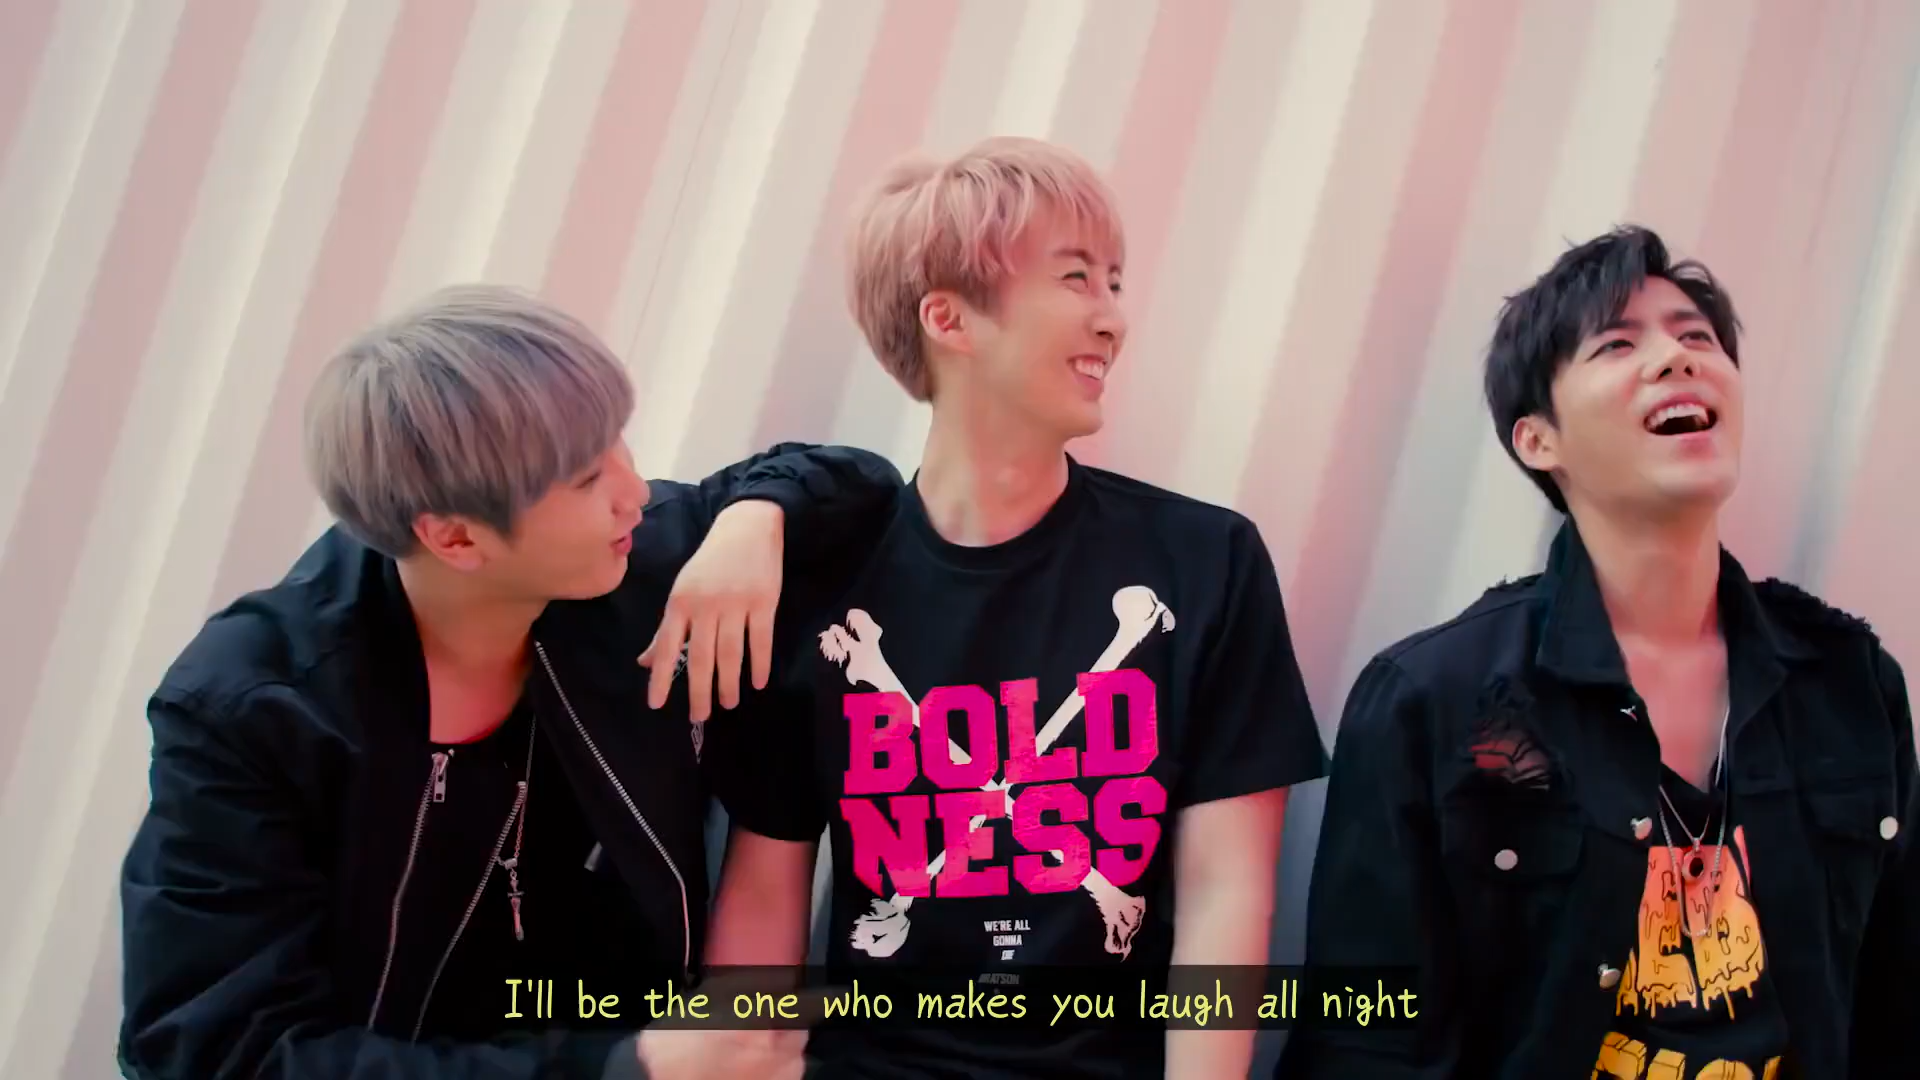 BOLD
NESS
WE'RE ALL
GONNA
DIE
I'll be the one who makes you laugh all night